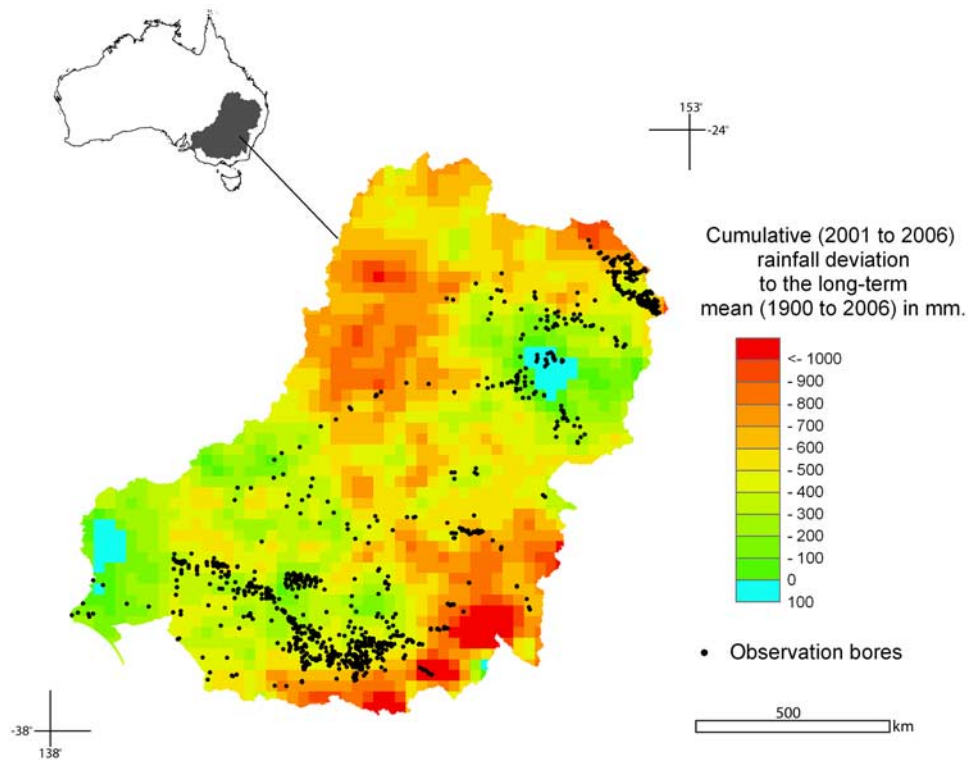 153'
-24'
Cumulative (2001 to 2006)
rainfall deviation
to the long-term
mean (1900 to 2006) in mm.
<- 1000
- 900
- 800
- 700
- 600
- 500
- 400
- 300
- 200
- 100
0
100
Observation bores
500
km
-38'
138'